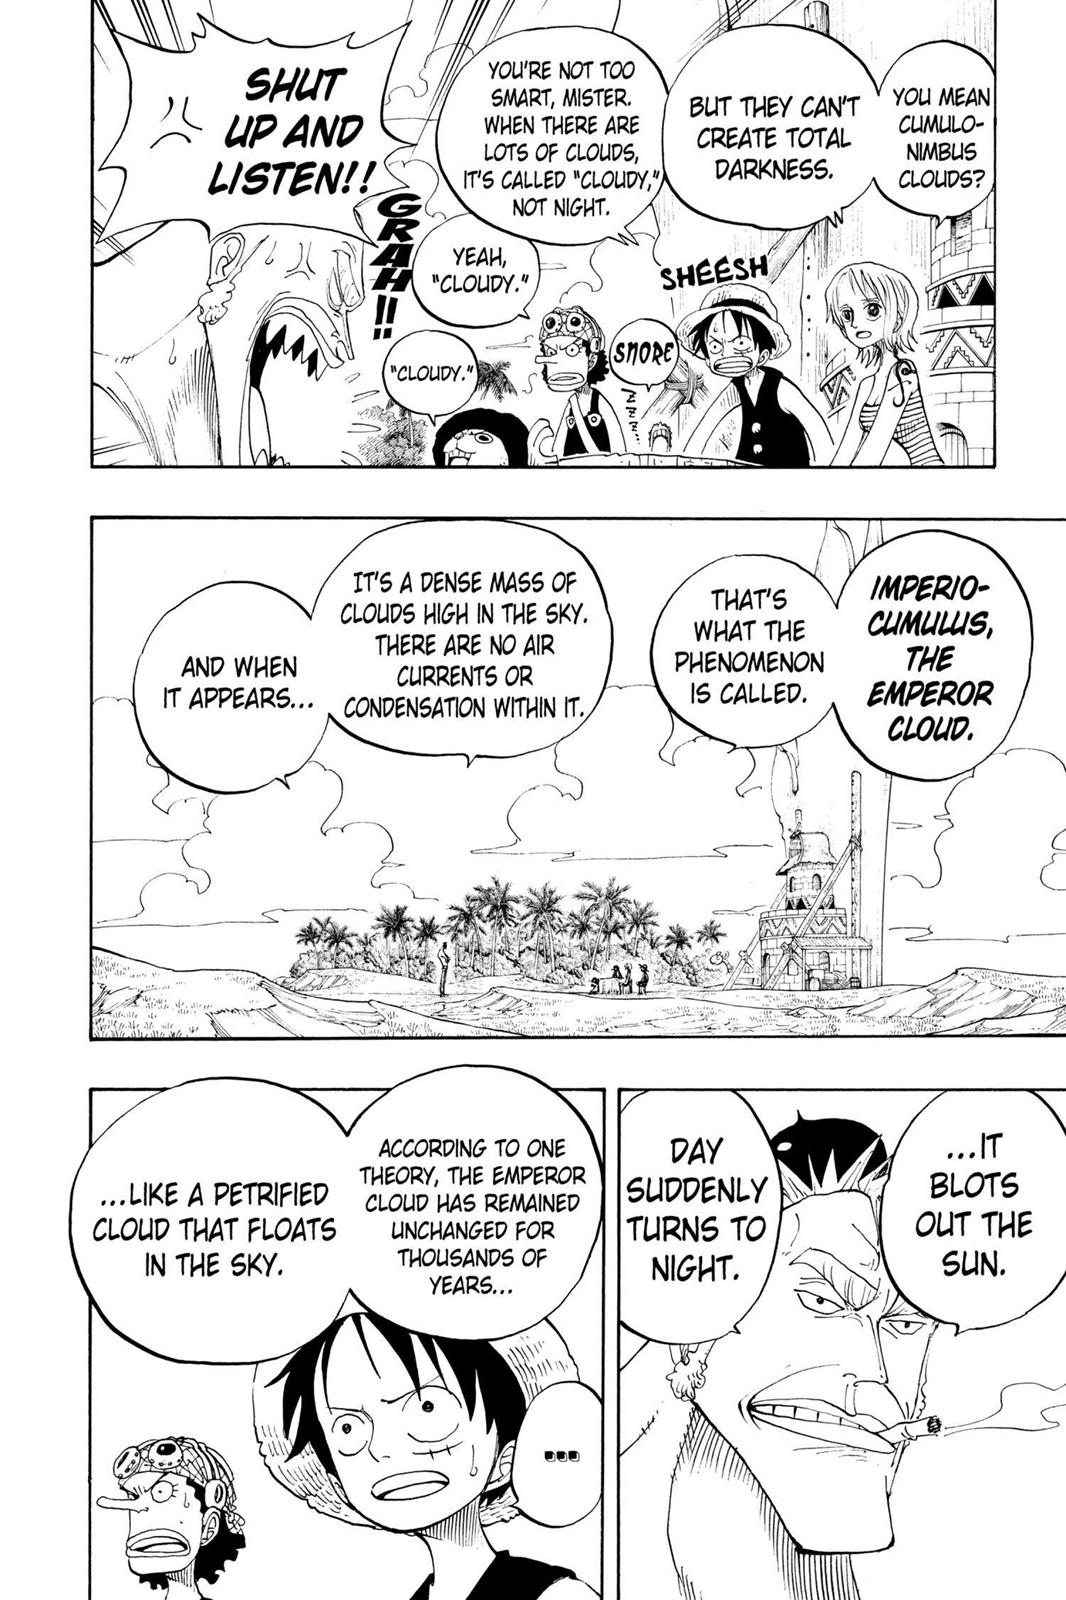 YOU MEAN
CUMULO-
NIMBUS
CLOUDS?
BUT THEY CAN'T
CREATE TOTAL
DARKNESS.
YOU'RE NOT TOO
SMART, MISTER.
WHEN THERE ARE
LOTS OF CLOUDS,
IT'S CALLED "CLOUDY,"
NOT NIGHT.
SHEESH
SNORE
Z
Z
Z
YEAH,
"CLOUDY."
"CLOUDY."
SHUT
UP AND
LISTEN!!
GRAH!!
IMPERIO-
CUMULUS,
THE
EMPEROR
CLOUD.
THAT'S
WHAT THE
PHENOMENON
IS CALLED.
IT'S A DENSE MASS OF
CLOUDS HIGH IN THE SKY.
THERE ARE NO AIR
CURRENTS OR
CONDENSATION WITHIN IT.
AND WHEN
IT APPEARS...
...IT
BLOTS
OUT THE
SUN.
DAY
SUDDENLY
TURNS TO
NIGHT.
ACCORDING TO ONE
THEORY, THE EMPEROR
CLOUD HAS REMAINED
UNCHANGED FOR
THOUSANDS OF
YEARS...
...LIKE A PETRIFIED
CLOUD THAT FLOATS
IN THE SKY.
...